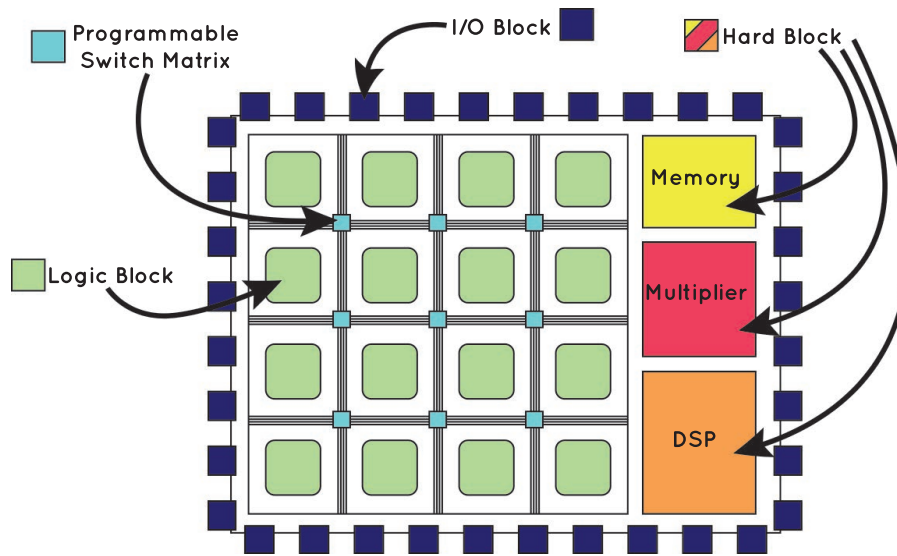 Programmable
Switch Matrix
I/O Block
Hard Block
Memory
Logic Block
Multiplier
DSP